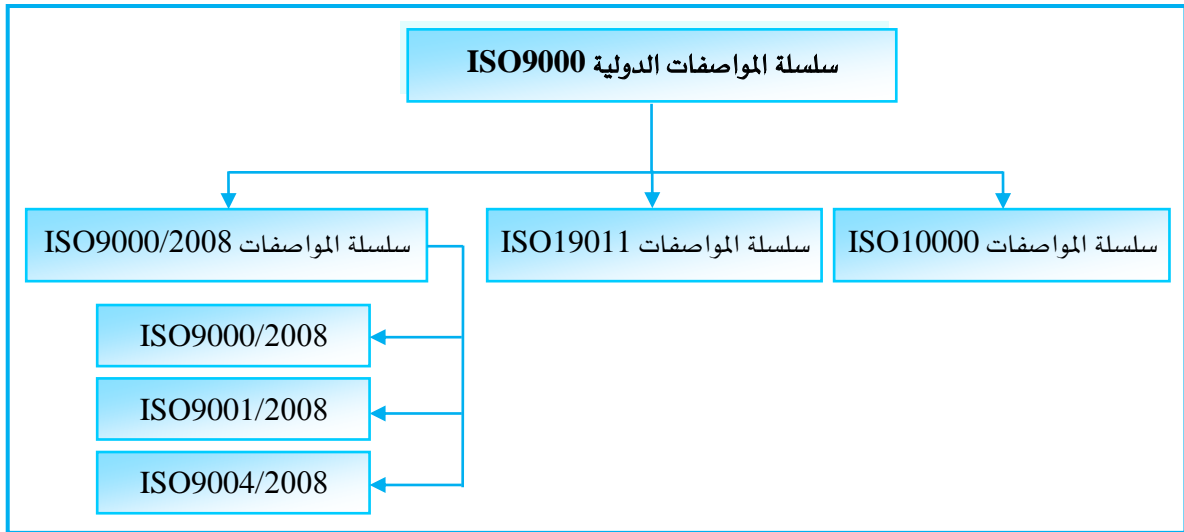 سلسلة المواصفات الدولية ISO9000
سلسلة المواصفات ISO10000
سلسلة المواصفات ISO19011
سلسلة المواصفات ISO9000/2008
ISO9000/2008
ISO9001/2008
ISO9004/2008